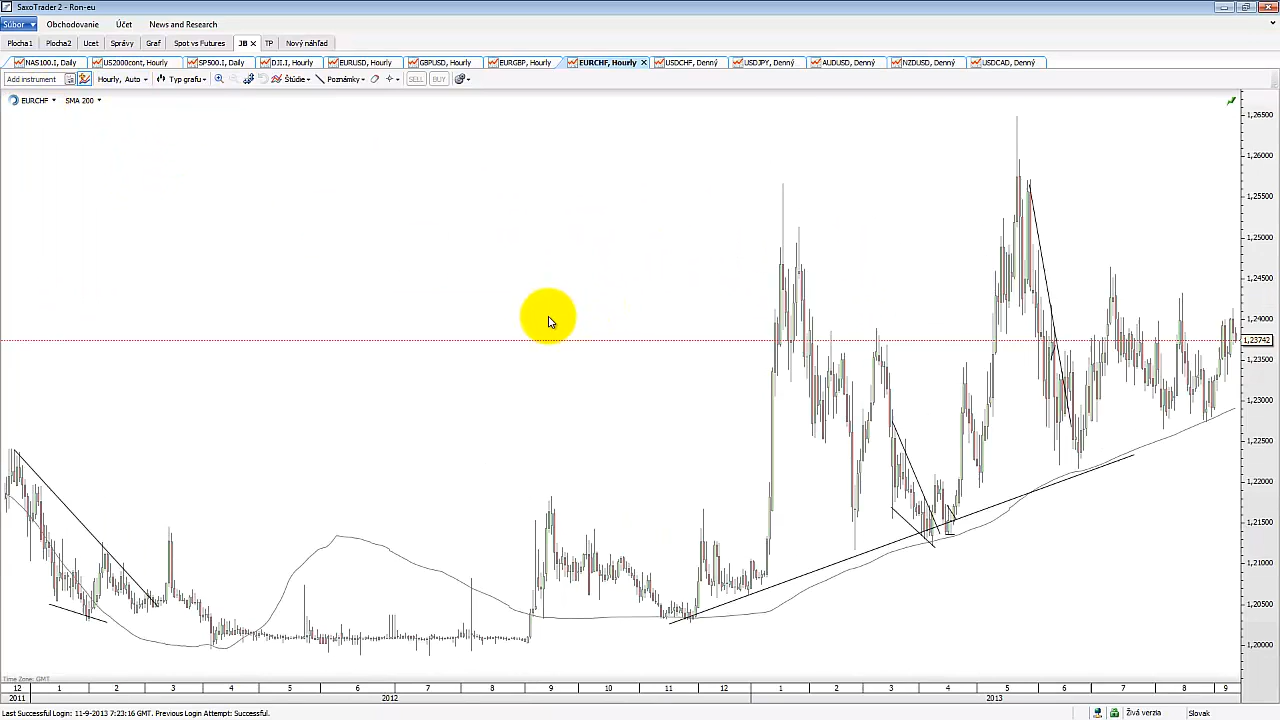 SaxoTrader 2 - Ron-eu
Súbor Obchodovanie Účet News and Research
Plocha1 Plocha2 Ucet Správy Graf Spot vs Futures JB TP Nový náhľad
NAS100.I, Daily US2000cont, Hourly SP500.I, Daily DJI.I, Hourly EURUSD, Hourly GBPUSD, Hourly EURGBP, Hourly EURCHF, Hourly USDCHF, Denný USDJPY, Denný AUDUSD, Denný NZDUSD, Denný USDCAD, Denný
Add instrument Hourly, Auto Typ grafu Štúdie Poznámky SELL BUY
EURCHF SMA 200
1,26500
1,26000
1,25500
1,25000
1,24500
1,24000
1,23742
1,23500
1,23000
1,22500
1,22000
1,21500
1,21000
1,20500
1,20000
Time Zone: GMT
12 1 2 3 4 5 6 7 8 9 10 11 12 1 2 3 4 5 6 7 8 9
2011 2012 2013
Last Successful Login: 11-9-2013 7:23:16 GMT. Previous Login Attempt: Successful. Živá verzia Slovak